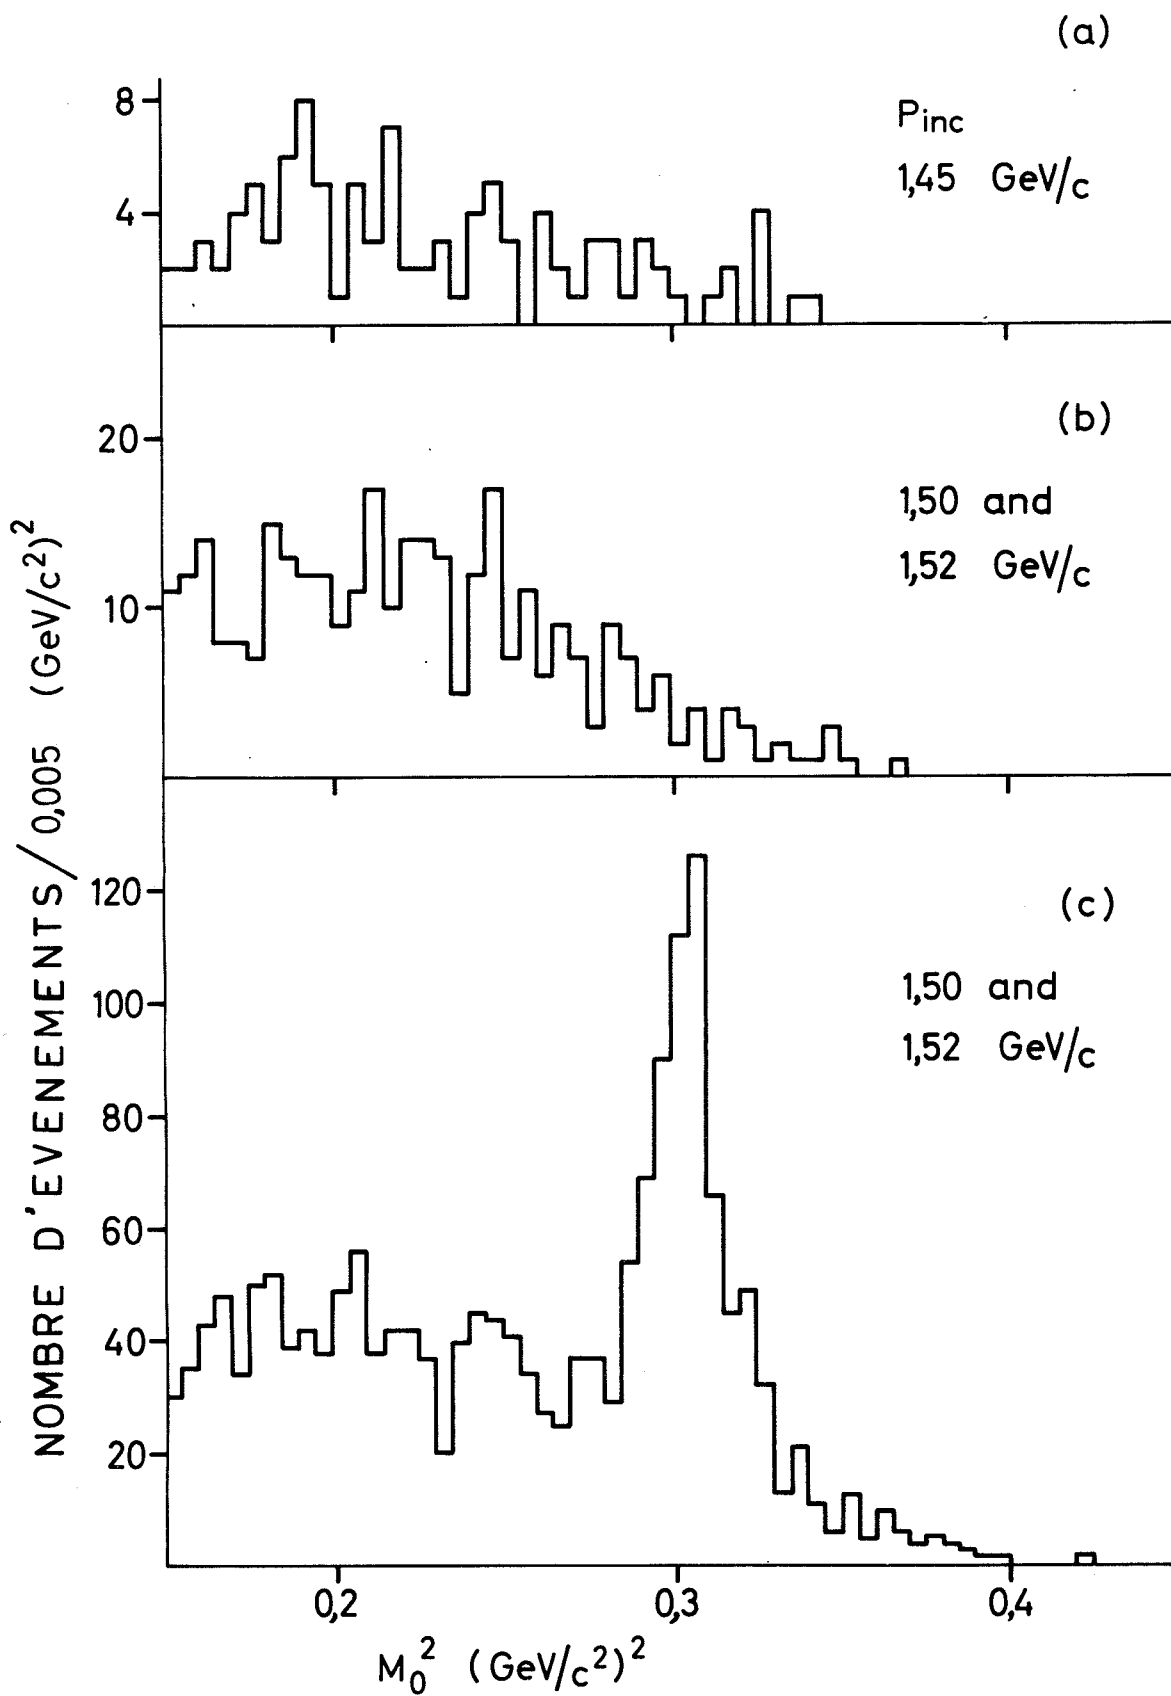 (a)
8
4
Pinc
1,45 GeV/c
(b)
20
10
1,50 and
1,52 GeV/c
(c)
120
100
80
60
40
20
1,50 and
1,52 GeV/c
0,2 0,3 0,4
M₀² (GeV/c²)²
NOMBRE D'EVENEMENTS/0,005 (GeV/c²)²